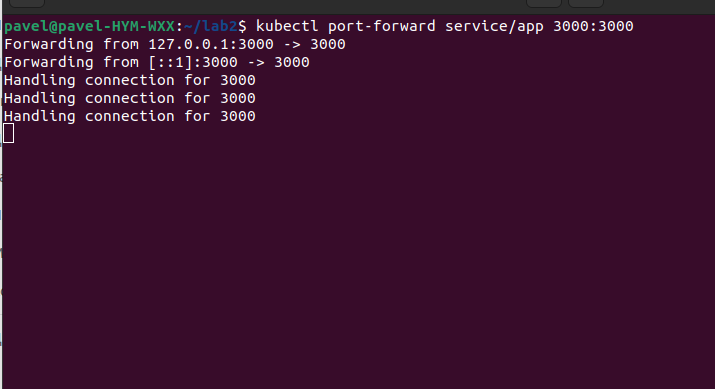 pavel@pavel-HYM-WXX:~/lab2$ kubectl port-forward service/app 3000:3000
Forwarding from 127.0.0.1:3000 -> 3000
Forwarding from [::1]:3000 -> 3000
Handling connection for 3000
Handling connection for 3000
Handling connection for 3000